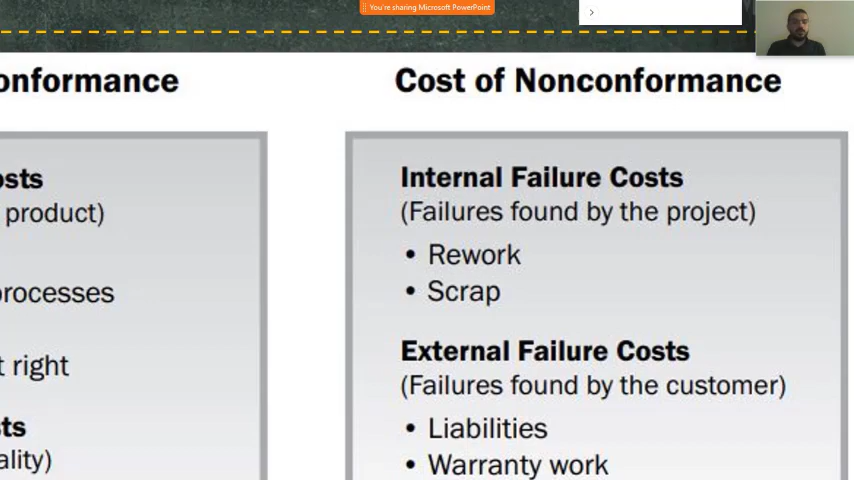 You're sharing Microsoft PowerPoint
onformance
osts
product)
processes
t right
ts
ality)
Cost of Nonconformance
Internal Failure Costs
(Failures found by the project)
• Rework
• Scrap
External Failure Costs
(Failures found by the customer)
• Liabilities
• Warranty work